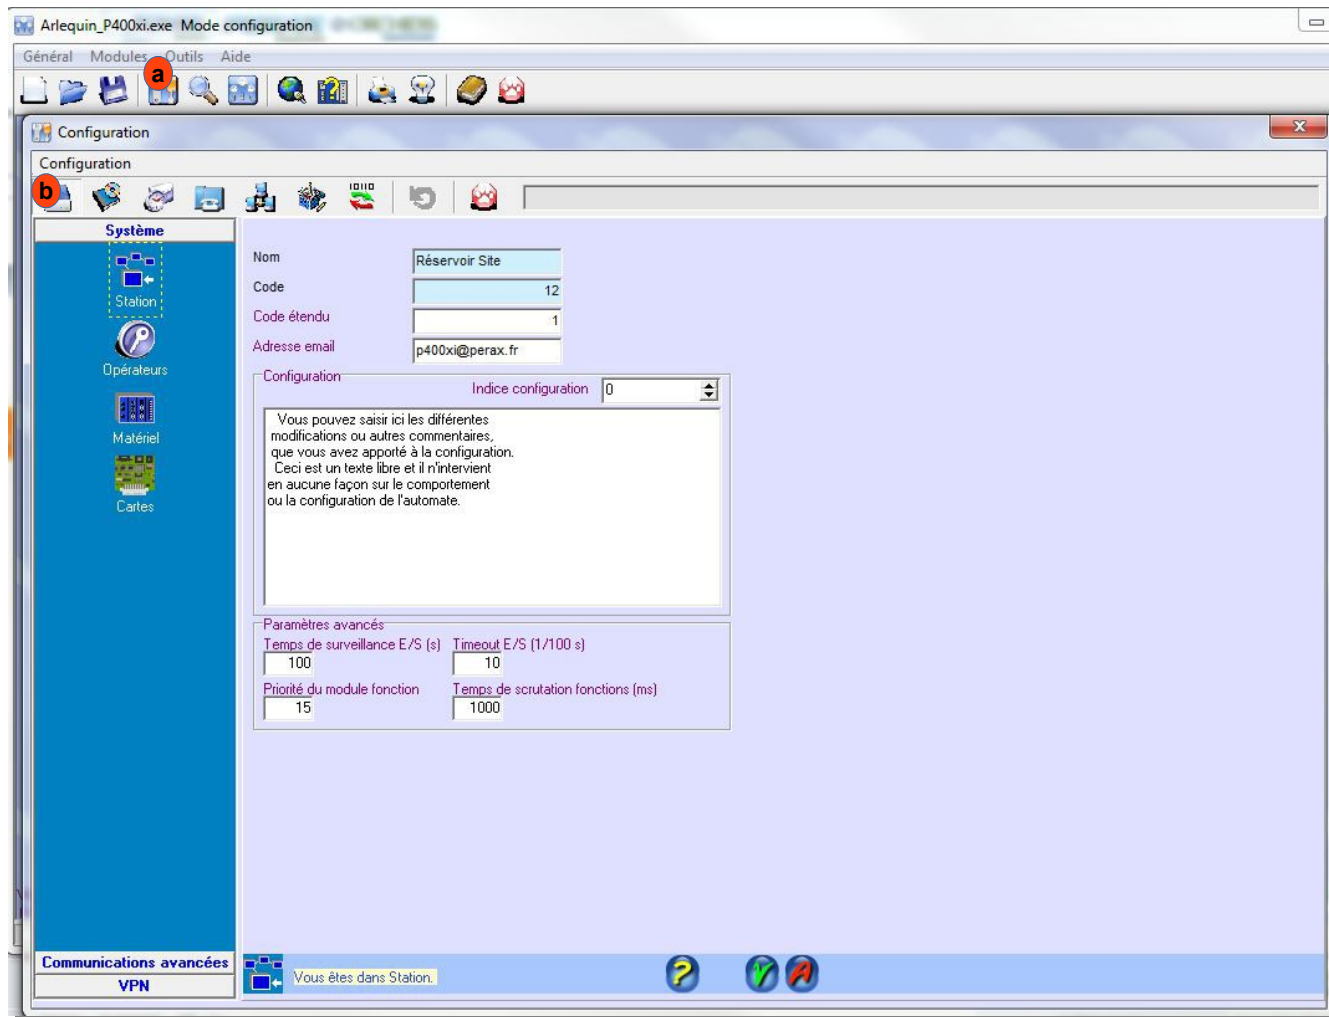 Arlequin_P400xi.exe Mode configuration
Général Modules Outils Aide
a
Configuration
Configuration
b
Système
Station
Opérateurs
Matériel
Cartes
Nom Réservoir Site
Code 12
Code étendu 1
Adresse email p400xi@perax.fr
Configuration
Indice configuration 0
Vous pouvez saisir ici les différentes
modifications ou autres commentaires,
que vous avez apporté à la configuration.
Ceci est un texte libre et il n'intervient
en aucune façon sur le comportement
ou la configuration de l'automate.
Paramètres avancés
Temps de surveillance E/S (s) Timeout E/S (1/100 s)
100 10
Priorité du module fonction Temps de scrutation fonctions (ms)
15 1000
Communications avancées
VPN
Vous êtes dans Station.